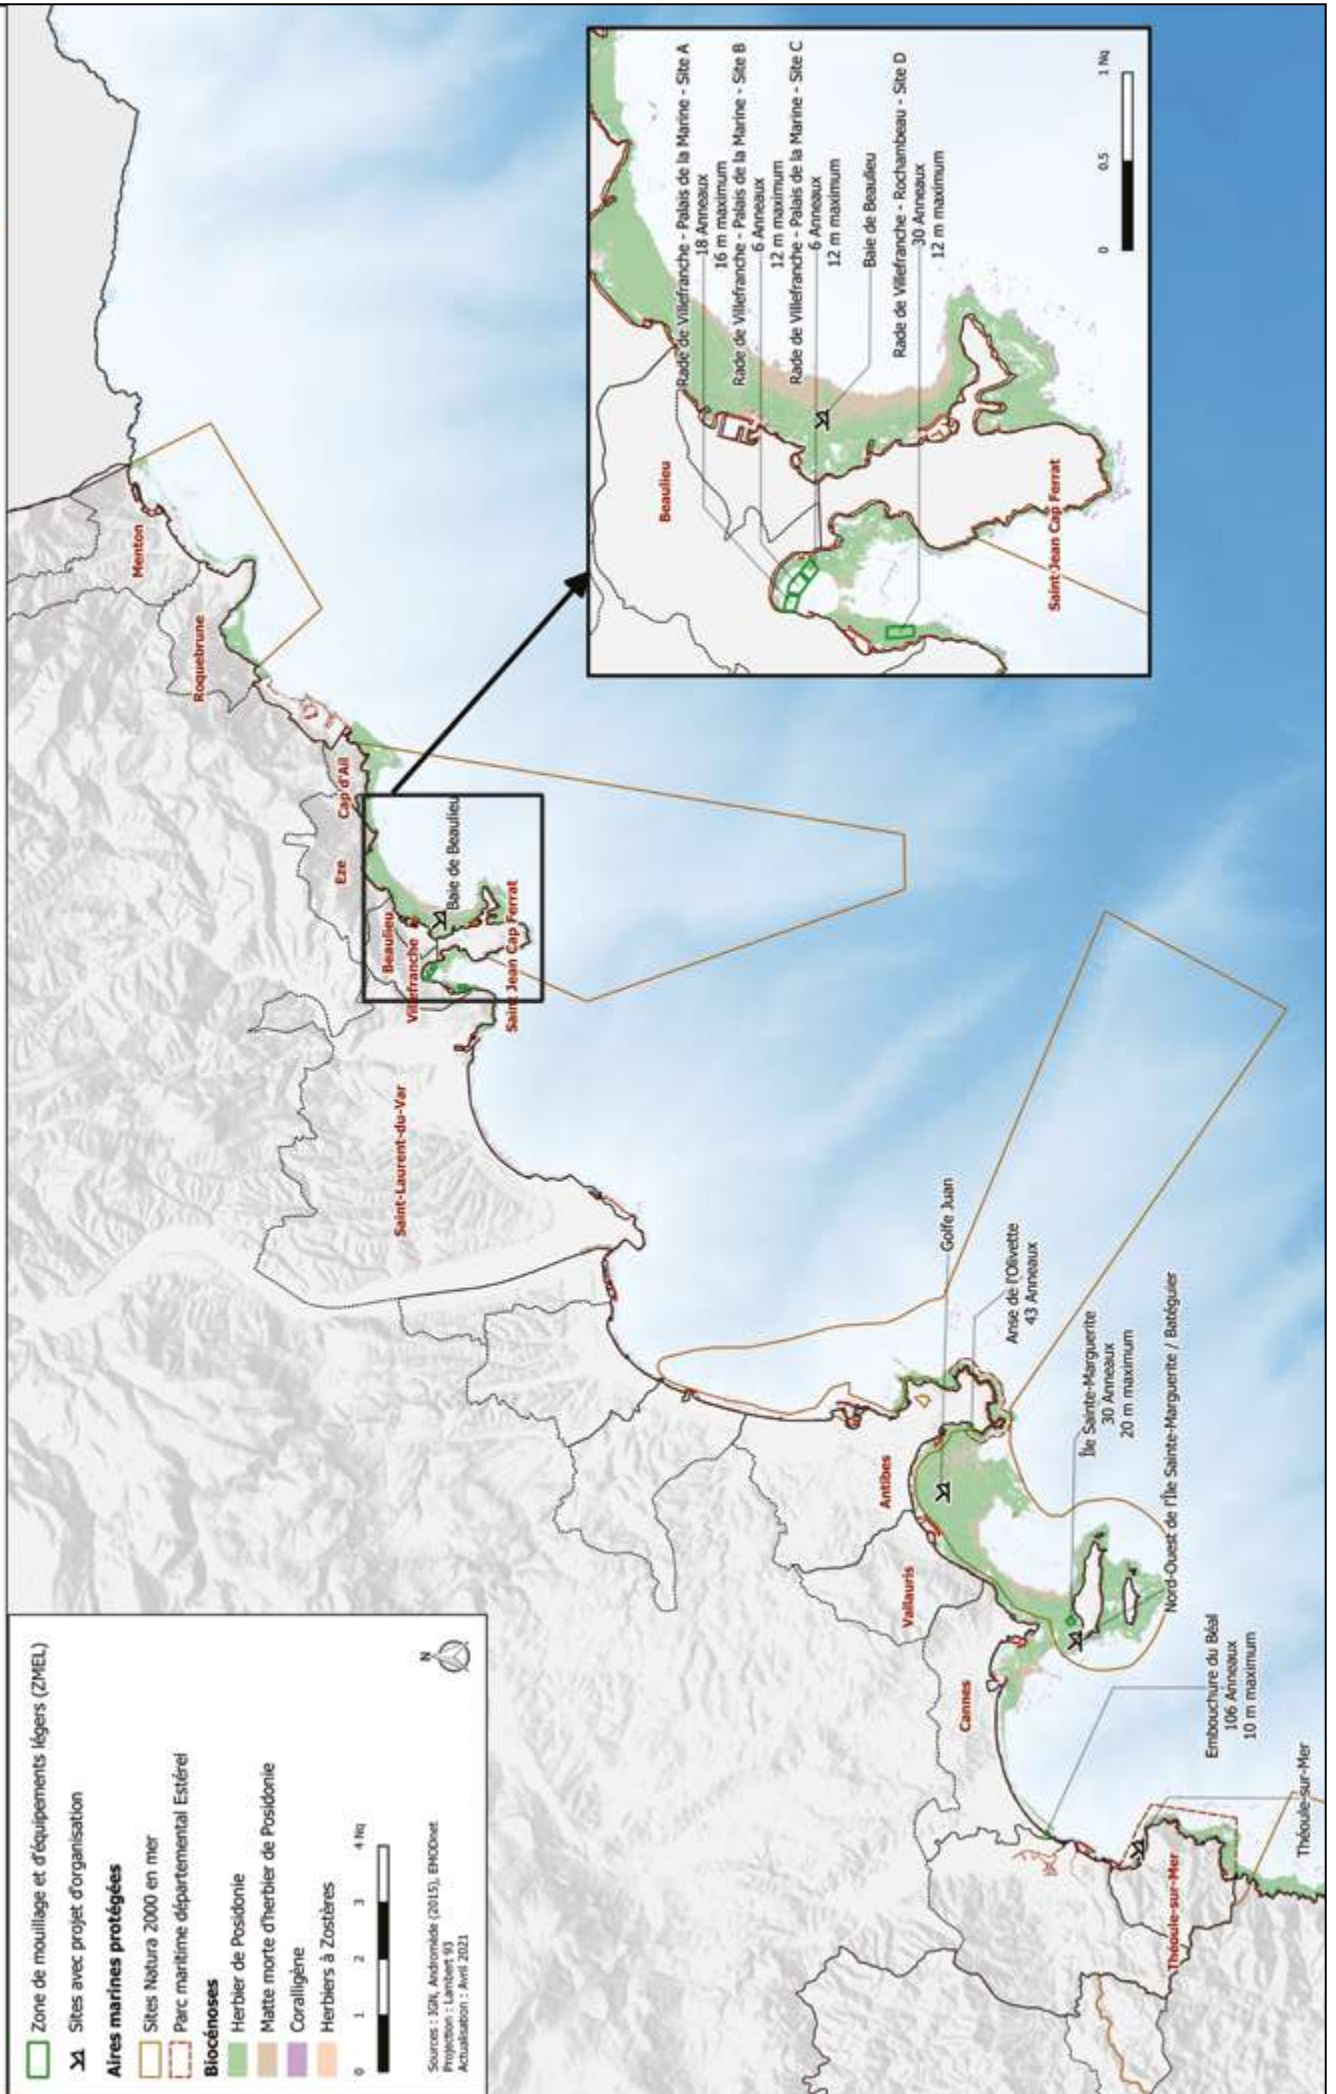 Zone de mouillage et d'équipements légers (ZMEL)
Sites avec projet d'organisation
Aires marines protégées
Sites Natura 2000 en mer
Parc maritime départemental Estérel
Biocénoses
Herbier de Posidonie
Matte morte d'herbier de Posidonie
Coralligène
Herbiers à Zostères
0 1 2 3 4 Nq
N
Sources : IGN, Andromède (2015), EMODnet
Projection : Lambert 93
Actualisation : Avril 2021
Menton
Roquebrune
Cap d'Ail
Eze
Beaulieu
Villefranche
Baie de Beaulieu
Saint Jean Cap Ferrat
Saint-Laurent-du-Var
Antibes
Vallauris
Cannes
Théoule-sur-Mer
Golfe Juan
Anse de l'Olivette
43 Anneaux
Île Sainte-Marguerite
30 Anneaux
20 m maximum
Nord-Ouest de l'Île Sainte-Marguerite / Batéguier
Embouchure du Béal
106 Anneaux
10 m maximum
Théoule-sur-Mer
Rade de Villefranche - Palais de la Marine - Site A
18 Anneaux
16 m maximum
Rade de Villefranche - Palais de la Marine - Site B
6 Anneaux
12 m maximum
Rade de Villefranche - Palais de la Marine - Site C
6 Anneaux
12 m maximum
Baie de Beaulieu
Rade de Villefranche - Rochambeau - Site D
30 Anneaux
12 m maximum
Beaulieu
Saint Jean Cap Ferrat
0 0.5 1 Nq